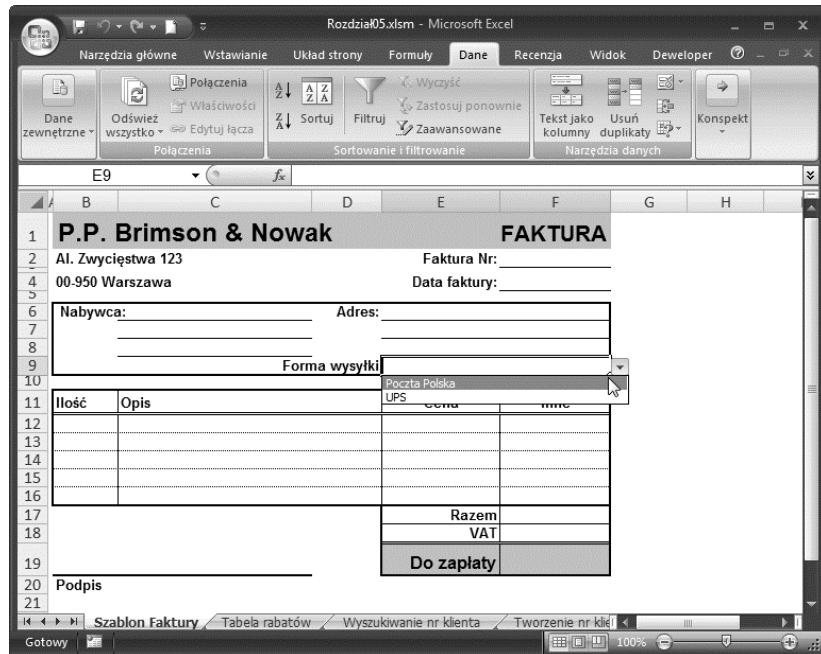 Rozdział05.xlsm - Microsoft Excel
Narzędzia główne Wstawianie Układ strony Formuły Dane Recenzja Widok Deweloper
Dane zewnętrzne
Odśwież wszystko
Połączenia
Właściwości
Edytuj łącza
Połączenia
Sortuj
Filtruj
Wyczyść
Zastosuj ponownie
Zaawansowane
Sortowanie i filtrowanie
Tekst jako kolumny
Usuń duplikaty
Narzędzia danych
Konspekt
E9 fx
A B C D E F G H
1 P.P. Brimson & Nowak FAKTURA
2 Al. Zwycięstwa 123 Faktura Nr:
4 00-950 Warszawa Data faktury:
5
6 Nabywca: Adres:
7
8
9 Forma wysyłki
Poczta Polska
UPS
10
11 Ilość Opis
12
13
14
15
16
17 Razem
18 VAT
19 Do zapłaty
20 Podpis
21
Szablon Faktury Tabela rabatów Wyszukiwanie nr klienta Tworzenie nr klie
Gotowy 100%